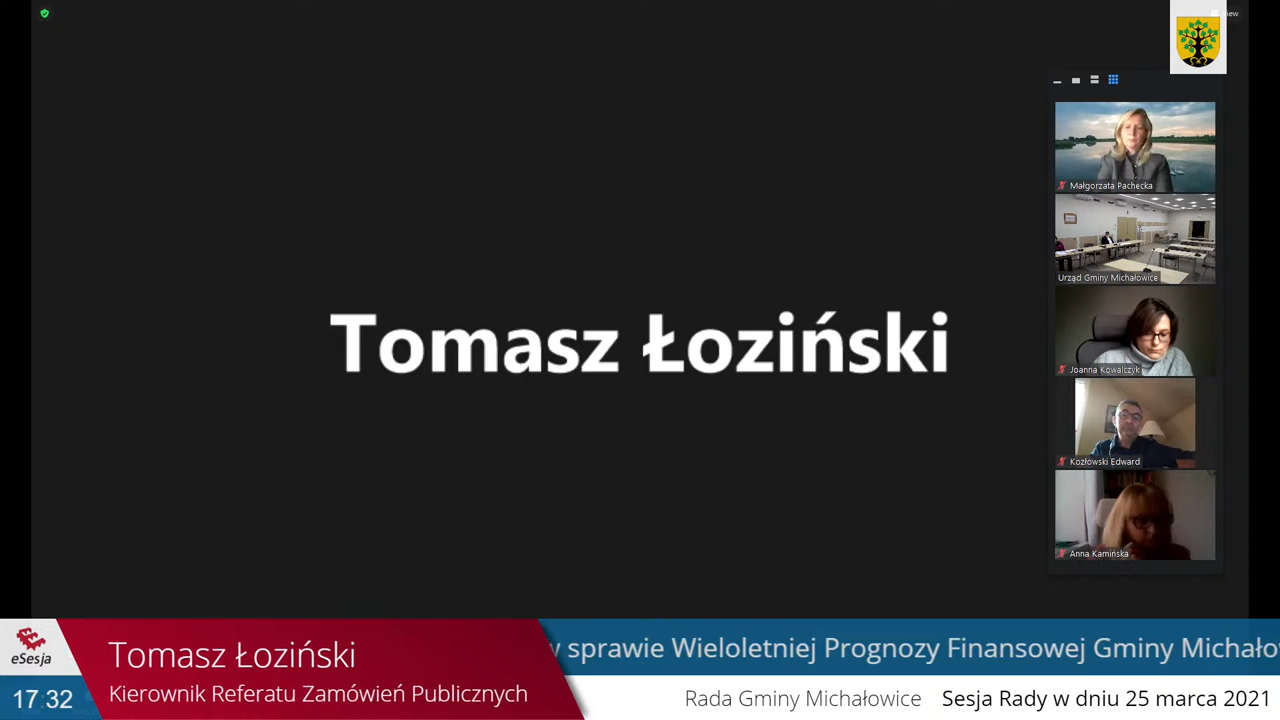 View
Tomasz Łoziński
Małgorzata Pachecka
Urząd Gminy Michałowice
Joanna Kowalczyk
Kozłowski Edward
Anna Kamińska
eSesja
Tomasz Łoziński
sprawie Wieloletniej Prognozy Finansowej Gminy Michało
17:32
Kierownik Referatu Zamówień Publicznych
Rada Gminy Michałowice Sesja Rady w dniu 25 marca 2021